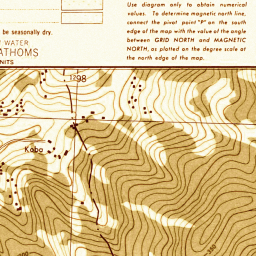 Use diagram only to obtain numerical
values. To determine magnetic north line,
connect the pivot point "P" on the south
edge of the map with the value of the angle
between GRID NORTH and MAGNETIC
NORTH, as plotted on the degree scale at
the north edge of the map.
be seasonally dry.
WATER
ATHOMS
NITS
1298
Koba